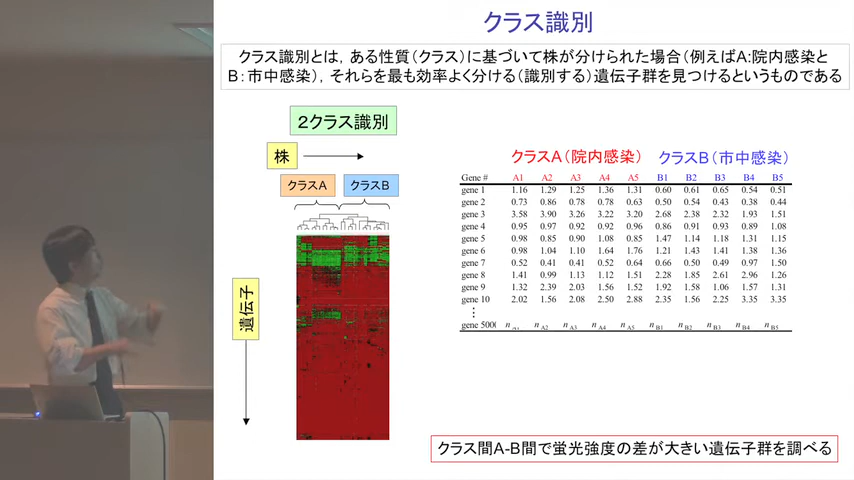 クラス識別
クラス識別とは，ある性質（クラス）に基づいて株が分けられた場合（例えばA:院内感染と
B：市中感染），それらを最も効率よく分ける（識別する）遺伝子群を見つけるというものである
２クラス識別
株
クラスA
クラスB
遺伝子
クラスA（院内感染）
クラスB（市中感染）
Gene # A1 A2 A3 A4 A5 B1 B2 B3 B4 B5
gene 1 1.16 1.29 1.25 1.36 1.31 0.60 0.61 0.65 0.54 0.51
gene 2 0.73 0.86 0.78 0.78 0.63 0.50 0.54 0.43 0.38 0.44
gene 3 3.58 3.90 3.26 3.22 3.20 2.68 2.38 2.32 1.93 1.51
gene 4 0.95 0.97 0.92 0.92 0.96 0.86 0.91 0.93 0.89 1.08
gene 5 0.98 0.85 0.90 1.08 0.85 1.47 1.14 1.18 1.31 1.15
gene 6 0.98 1.04 1.10 1.64 1.76 1.21 1.43 1.41 1.38 1.36
gene 7 0.52 0.41 0.41 0.52 0.64 0.66 0.50 0.49 0.97 1.50
gene 8 1.41 0.99 1.13 1.12 1.51 2.28 1.85 2.61 2.96 1.26
gene 9 1.32 2.39 2.03 1.56 1.52 1.92 1.58 1.06 1.57 1.31
gene 10 2.02 1.56 2.08 2.50 2.88 2.35 1.56 2.25 3.35 3.35
⋮
gene 5000 n A1 n A2 n A3 n A4 n A5 n B1 n B2 n B3 n B4 n B5
クラス間A-B間で蛍光強度の差が大きい遺伝子群を調べる